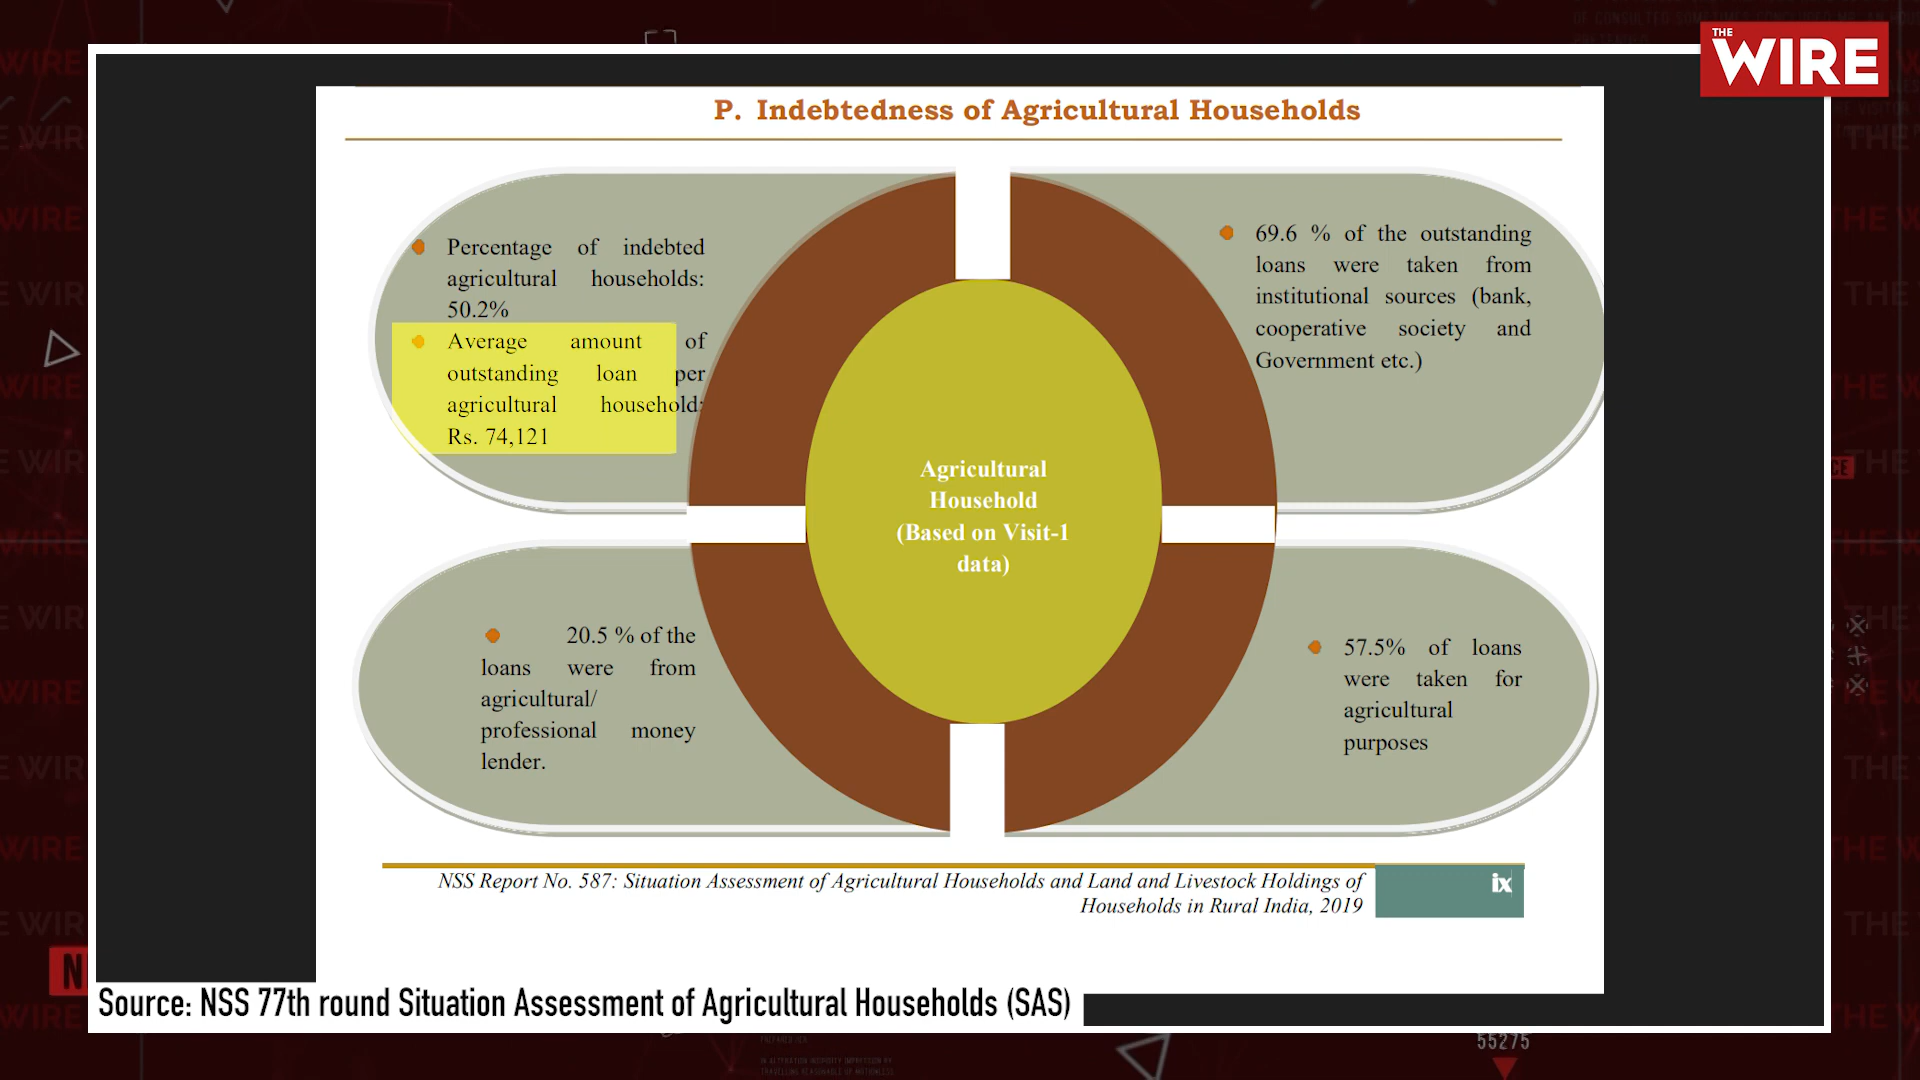 THE
WIRE
P. Indebtedness of Agricultural Households
Percentage of indebted
agricultural households:
50.2%
Average amount of
outstanding loan per
agricultural household:
Rs. 74,121
69.6 % of the outstanding
loans were taken from
institutional sources (bank,
cooperative society and
Government etc.)
Agricultural
Household
(Based on Visit-1
data)
20.5 % of the
loans were from
agricultural/
professional money
lender.
57.5% of loans
were taken for
agricultural
purposes
NSS Report No. 587: Situation Assessment of Agricultural Households and Land and Livestock Holdings of
Households in Rural India, 2019
ix
N
Source: NSS 77th round Situation Assessment of Agricultural Households (SAS)
55275